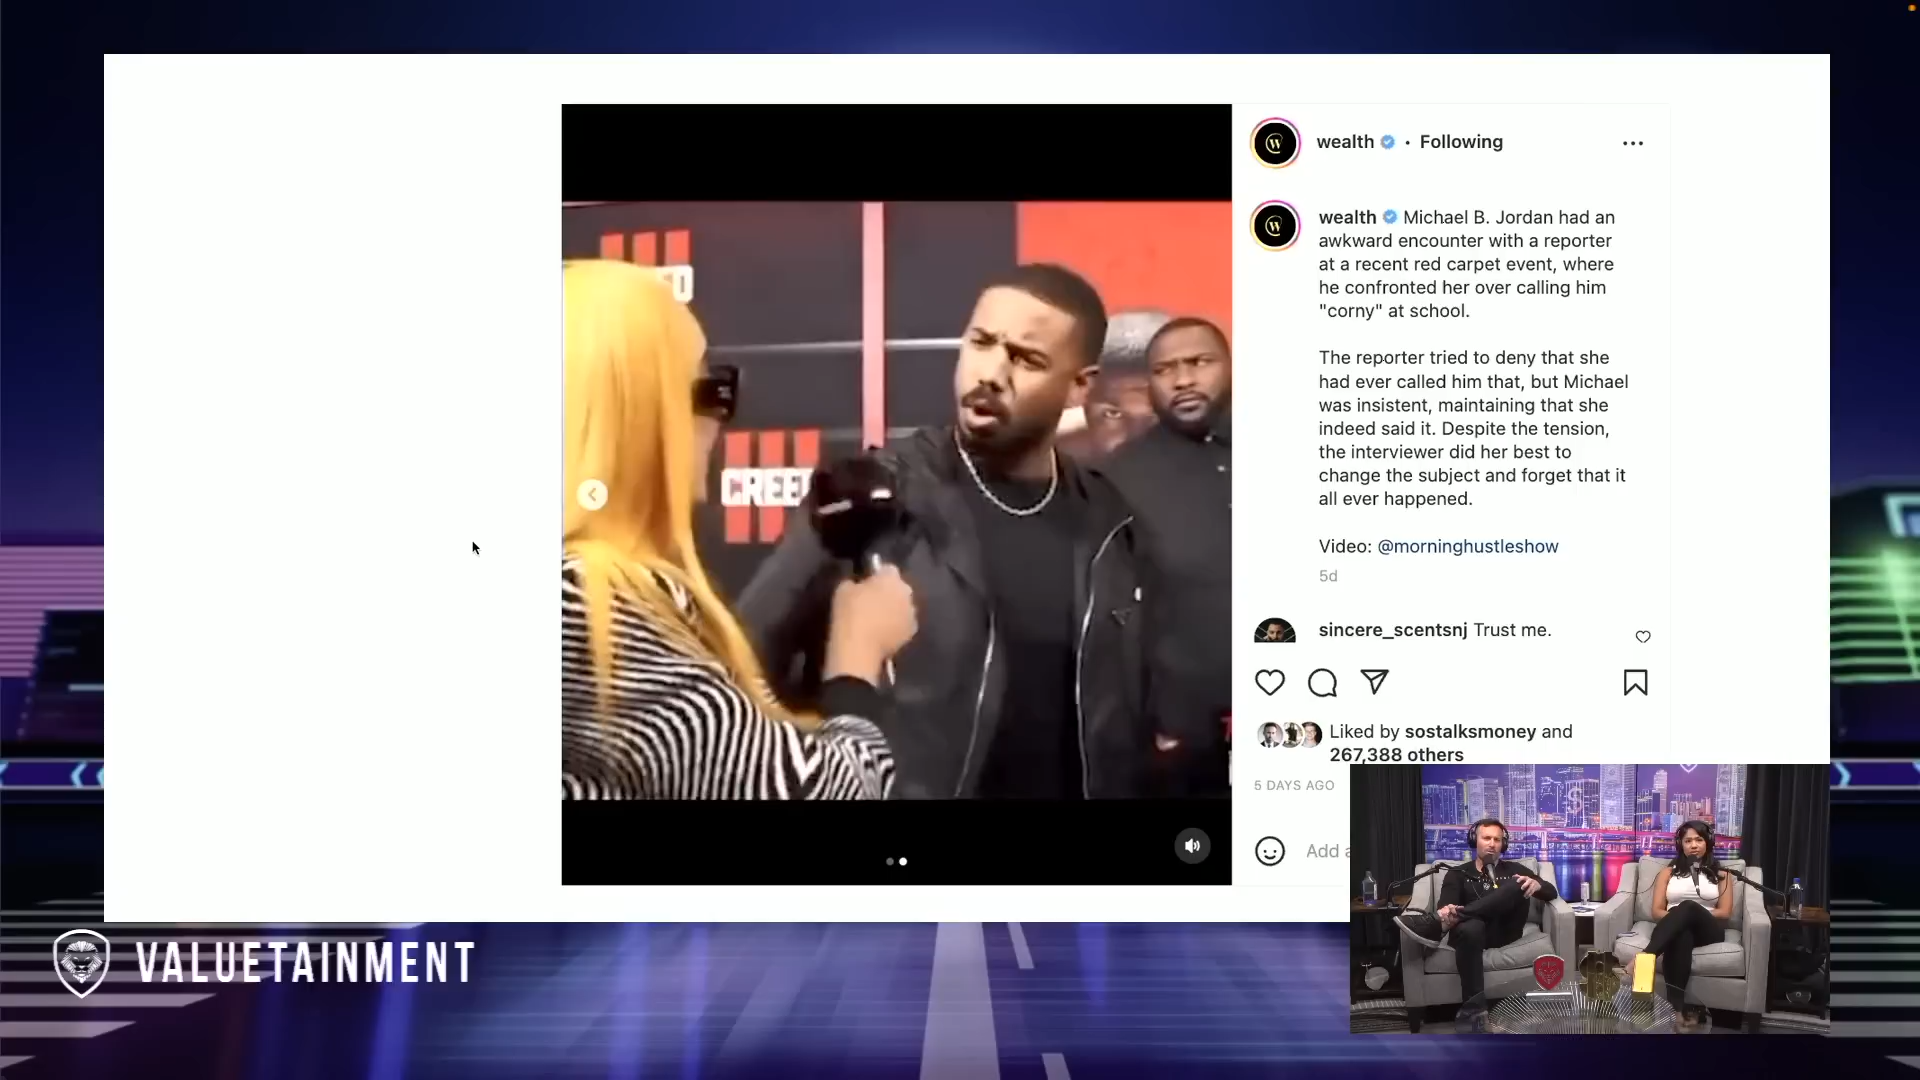 wealth • Following
wealth Michael B. Jordan had an
awkward encounter with a reporter
at a recent red carpet event, where
he confronted her over calling him
"corny" at school.
The reporter tried to deny that she
had ever called him that, but Michael
was insistent, maintaining that she
indeed said it. Despite the tension,
the interviewer did her best to
change the subject and forget that it
all ever happened.
Video: @morninghustleshow
5d
sincere_scentsnj Trust me.
Liked by sostalksmoney and
267,388 others
5 DAYS AGO
Add
CREE
VALUETAINMENT